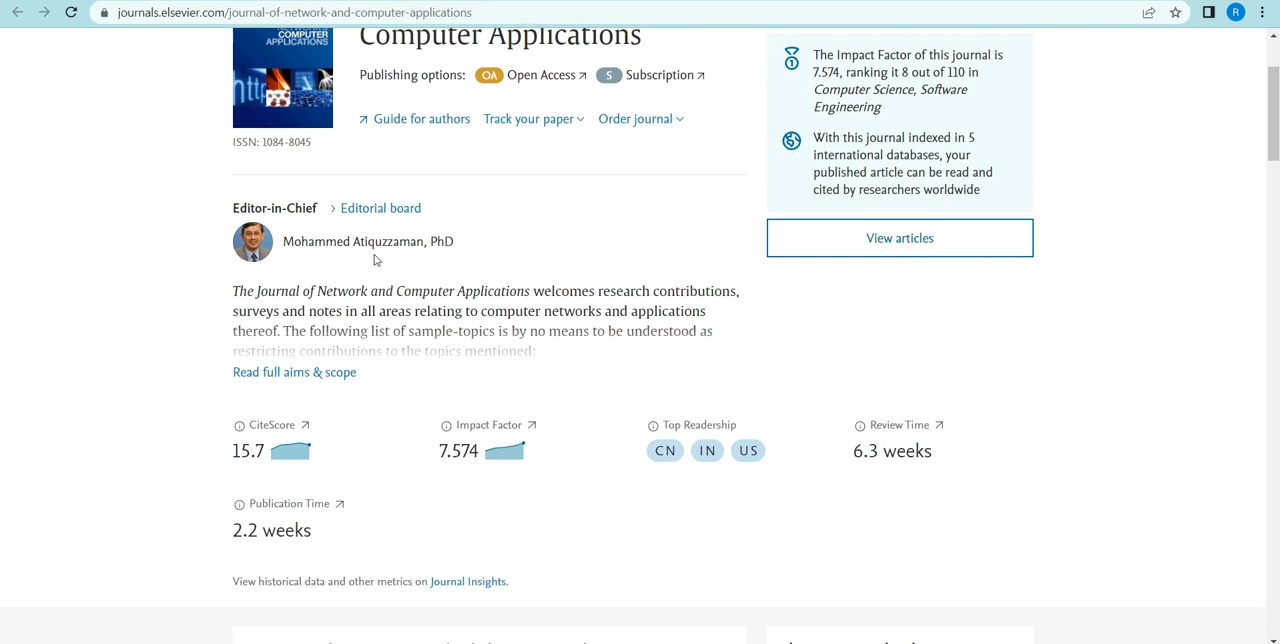 journals.elsevier.com/journal-of-network-and-computer-applications
R
COMPUTER
APPLICATIONS
http
Computer Applications
Publishing options: OA Open Access S Subscription
Guide for authors Track your paper Order journal
ISSN: 1084-8045
The Impact Factor of this journal is
7.574, ranking it 8 out of 110 in
Computer Science, Software
Engineering
With this journal indexed in 5
international databases, your
published article can be read and
cited by researchers worldwide
View articles
Editor-in-Chief > Editorial board
Mohammed Atiquzzaman, PhD
The Journal of Network and Computer Applications welcomes research contributions,
surveys and notes in all areas relating to computer networks and applications
thereof. The following list of sample-topics is by no means to be understood as
restricting contributions to the topics mentioned:
Read full aims & scope
CiteScore
15.7
Impact Factor
7.574
Top Readership
CN IN US
Review Time
6.3 weeks
Publication Time
2.2 weeks
View historical data and other metrics on Journal Insights.